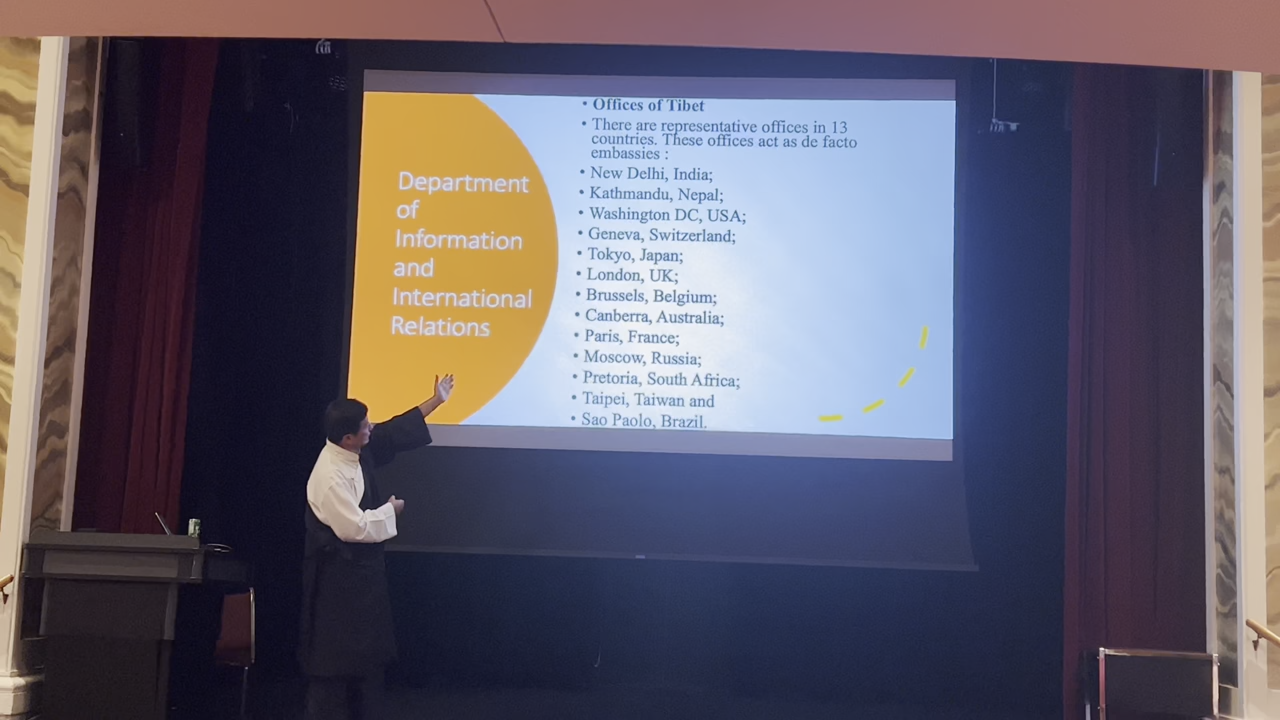 Department
of
Information
and
International
Relations
• Offices of Tibet
• There are representative offices in 13
countries. These offices act as de facto
embassies :
• New Delhi, India;
• Kathmandu, Nepal;
• Washington DC, USA;
• Geneva, Switzerland;
• Tokyo, Japan;
• London, UK;
• Brussels, Belgium;
• Canberra, Australia;
• Paris, France;
• Moscow, Russia;
• Pretoria, South Africa;
• Taipei, Taiwan and
• Sao Paolo, Brazil.